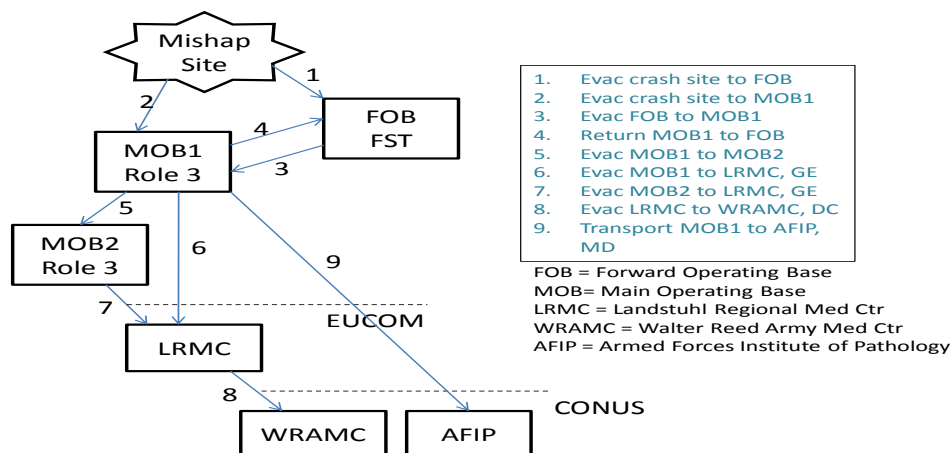 Mishap
Site
1
2
FOB
FST
4
MOB1
Role 3
3
5
MOB2
Role 3
6
9
7
EUCOM
LRMC
8
CONUS
WRAMC
AFIP
1. Evac crash site to FOB
2. Evac crash site to MOB1
3. Evac FOB to MOB1
4. Return MOB1 to FOB
5. Evac MOB1 to MOB2
6. Evac MOB1 to LRMC, GE
7. Evac MOB2 to LRMC, GE
8. Evac LRMC to WRAMC, DC
9. Transport MOB1 to AFIP,
MD
FOB = Forward Operating Base
MOB= Main Operating Base
LRMC = Landstuhl Regional Med Ctr
WRAMC = Walter Reed Army Med Ctr
AFIP = Armed Forces Institute of Pathology